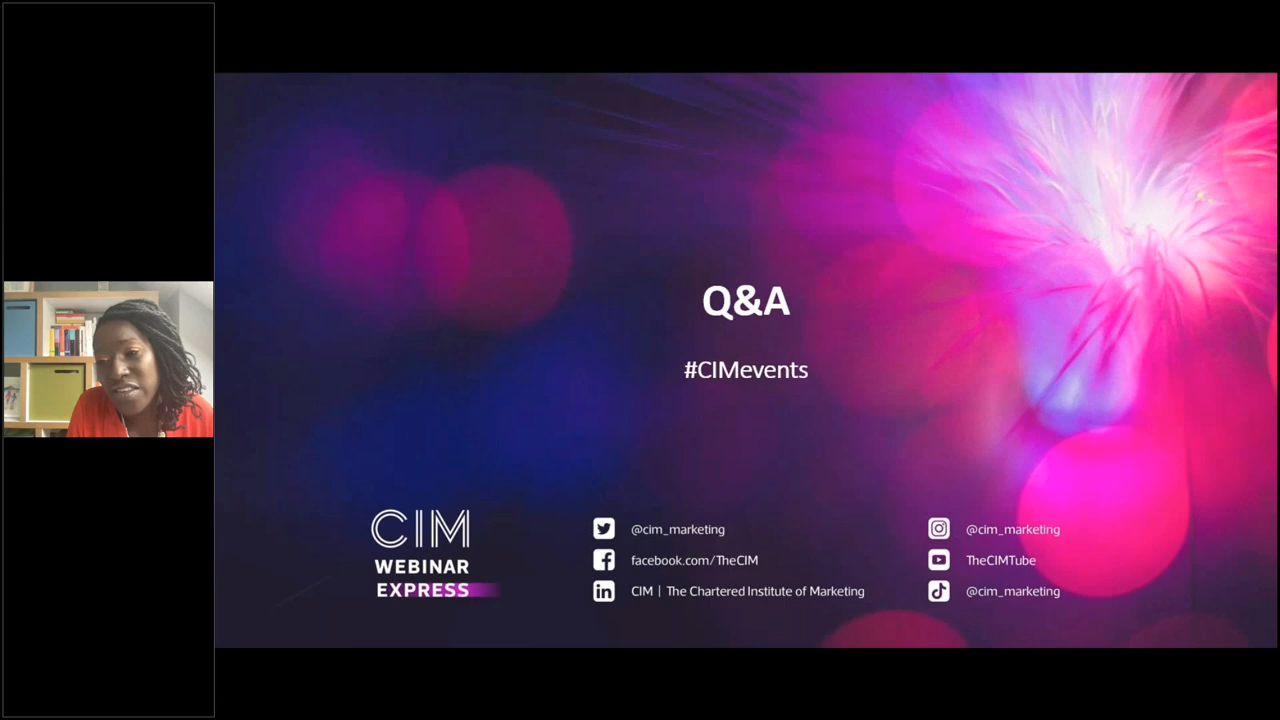 Q&A
#CIMevents
CIM
WEBINAR
EXPRESS
@cim_marketing
facebook.com/TheCIM
CIM | The Chartered Institute of Marketing
@cim_marketing
TheCIMTube
@cim_marketing